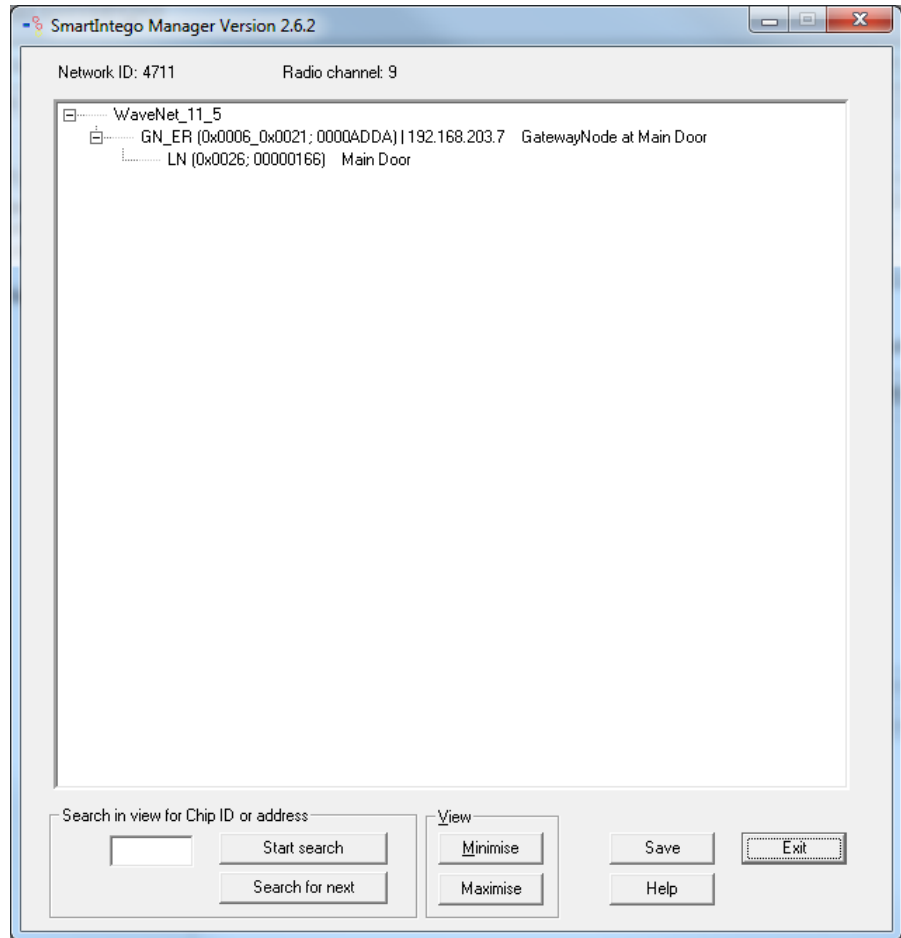 SmartIntego Manager Version 2.6.2
Network ID: 4711 Radio channel: 9
WaveNet_11_5
GN_ER (0x0006_0x0021; 0000ADDA) | 192.168.203.7 GatewayNode at Main Door
LN (0x0026; 00000166) Main Door
Search in view for Chip ID or address
Start search
Search for next
View
Minimise
Maximise
Save
Help
Exit